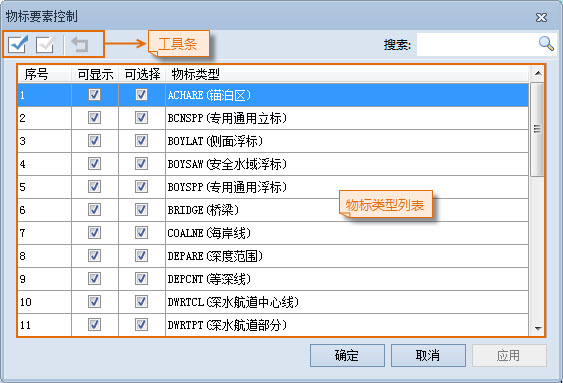 物标要素控制
工具条
搜索:
序号 可显示 可选择 物标类型
1 ACHARE(锚泊区)
2 BCNSPP(专用通用立标)
3 BOYLAT(侧面浮标)
4 BOYSAW(安全水域浮标)
5 BOYSPP(专用通用浮标)
6 BRIDGE(桥梁)
7 COALNE(海岸线)
8 DEPARE(深度范围)
9 DEPCNT(等深线)
10 DWRTCL(深水航道中心线)
11 DWRTPT(深水航道部分)
物标类型列表
确定 取消 应用